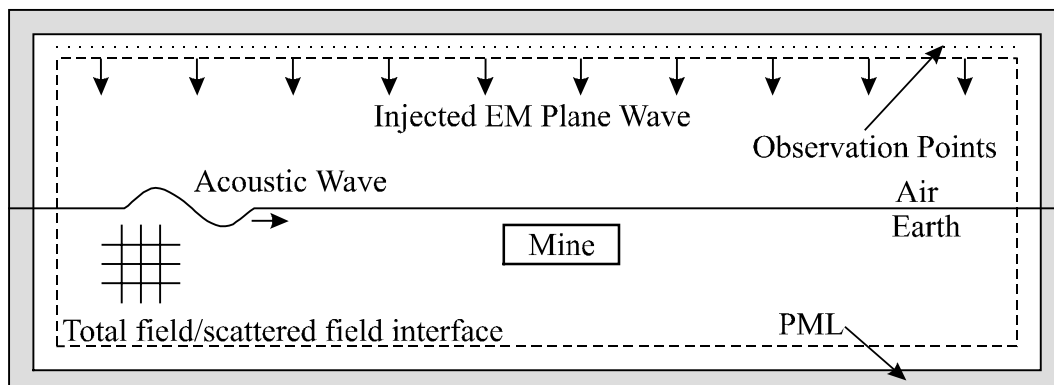 Injected EM Plane Wave
Observation Points
Acoustic Wave
Air
Earth
Mine
Total field/scattered field interface
PML